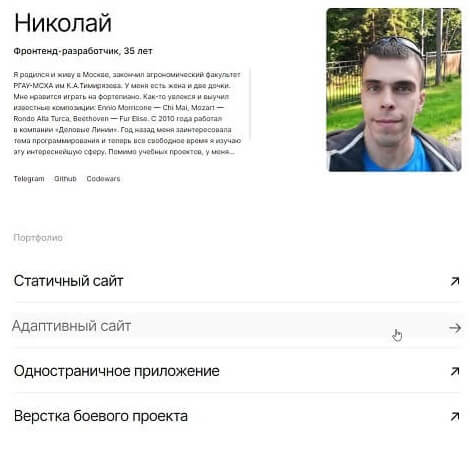 Николай
Фронтенд-разработчик, 35 лет
Я родился и живу в Москве, закончил агрономический факультет
РГАУ-МСХА им К.А.Тимирязева. У меня есть жена и две дочки.
Мне нравится играть на фортепиано. Как-то увлекся и выучил
известные композиции: Ennio Morricone — Chi Mai, Mozart —
Rondo Alla Turca, Beethoven — Fur Elise. С 2010 года работал
в компании «Деловые Линии». Год назад меня заинтересовала
тема программирования и теперь все свободное время я изучаю
эту интереснейшую сферу. Помимо учебных проектов, у меня...
Telegram Github Codewars
Портфолио
Статичный сайт
Адаптивный сайт
Одностраничное приложение
Верстка боевого проекта